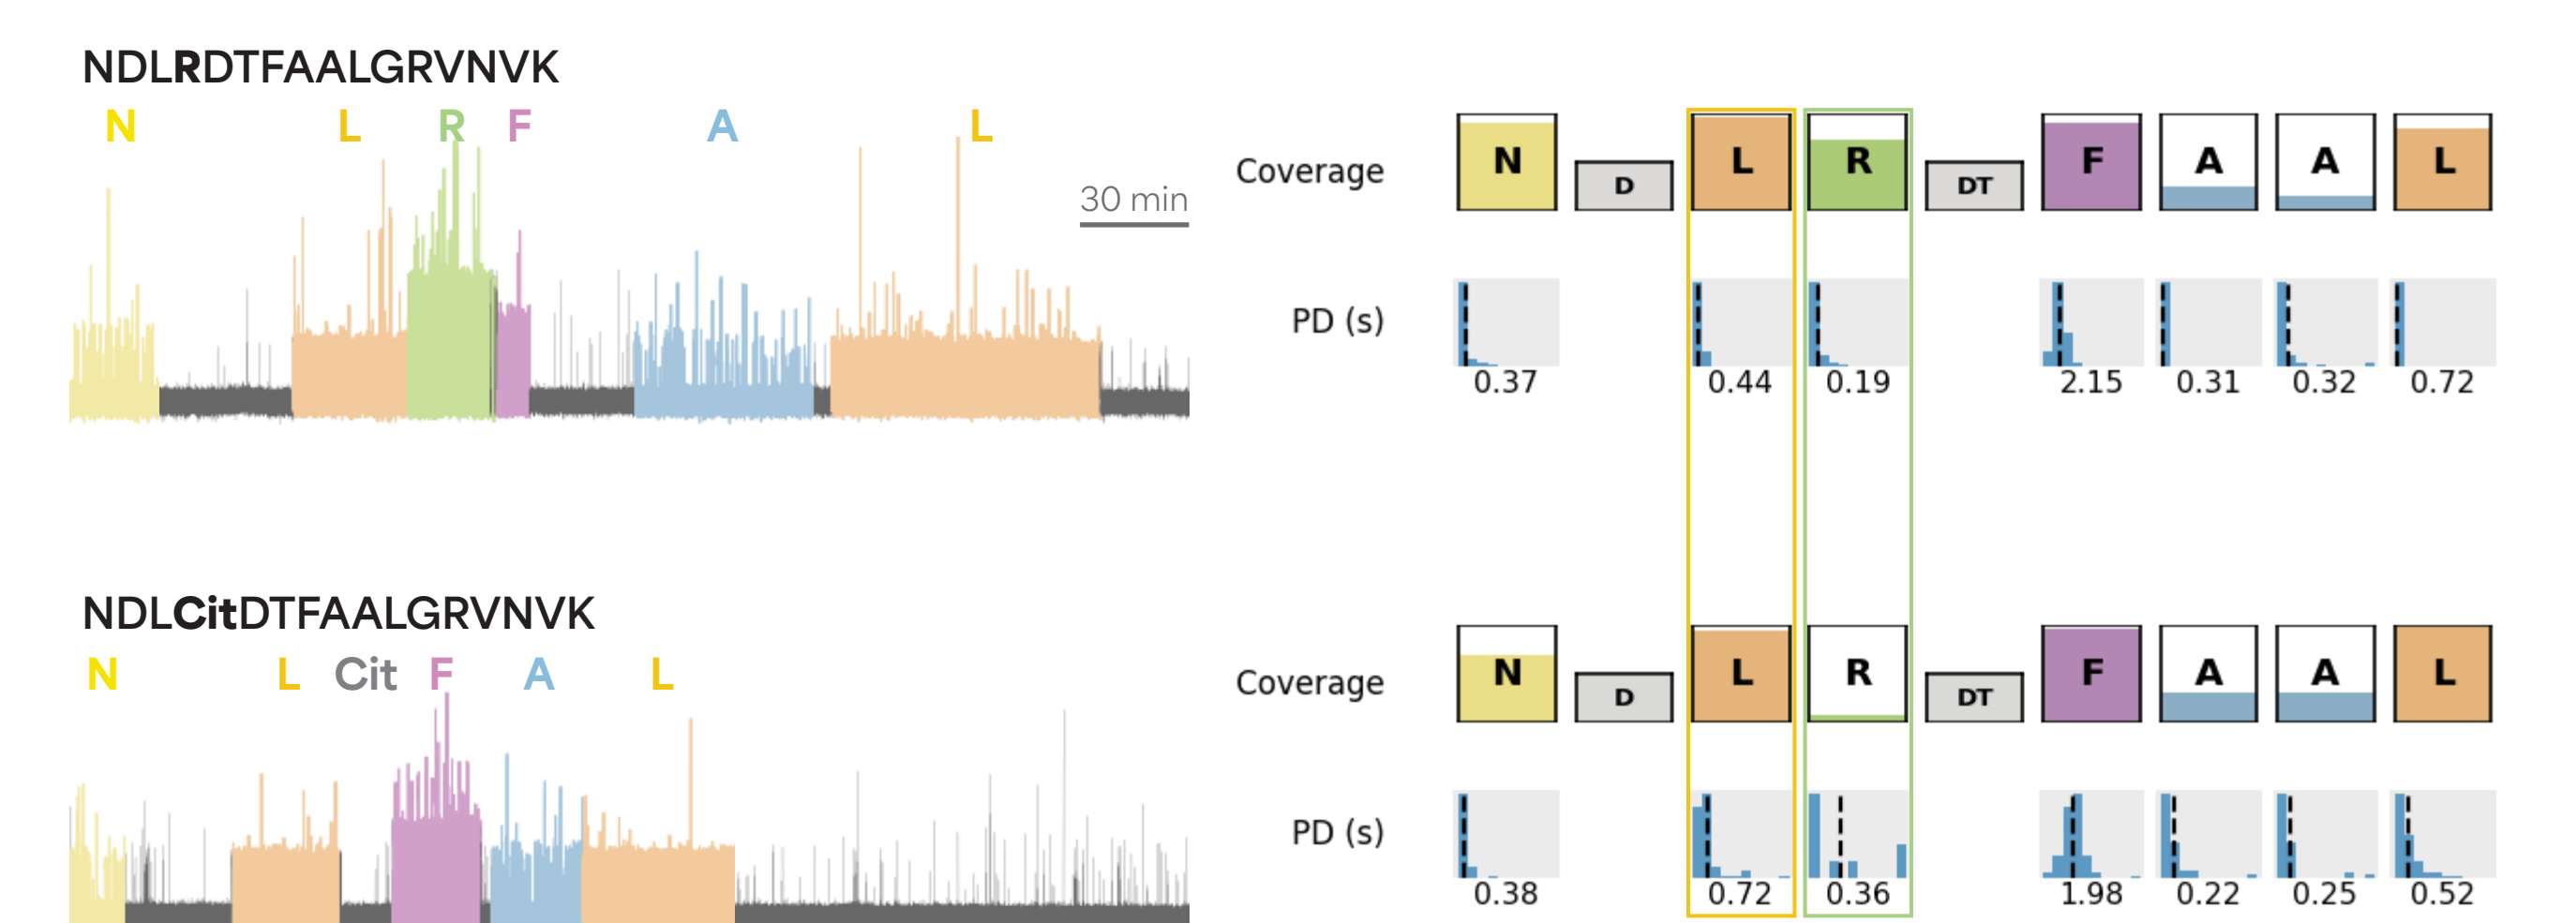 NDLRDTFAALGRVNVK
N L R F A L
30 min
Coverage N D L R DT F A A L
PD (s)
0.37 0.44 0.19 2.15 0.31 0.32 0.72
NDLCitDTFAALGRVNVK
N L Cit F A L
Coverage N D L R DT F A A L
PD (s)
0.38 0.72 0.36 1.98 0.22 0.25 0.52